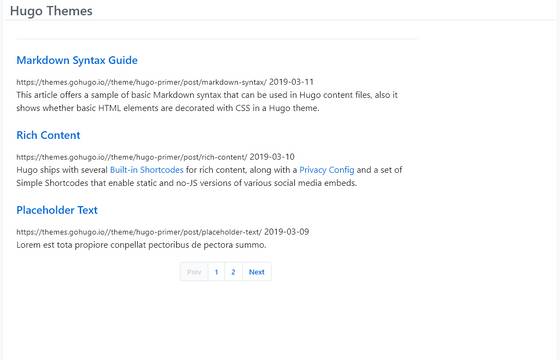 Hugo Themes
Markdown Syntax Guide
https://themes.gohugo.io//theme/hugo-primer/post/markdown-syntax/ 2019-03-11
This article offers a sample of basic Markdown syntax that can be used in Hugo content files, also it
shows whether basic HTML elements are decorated with CSS in a Hugo theme.
Rich Content
https://themes.gohugo.io//theme/hugo-primer/post/rich-content/ 2019-03-10
Hugo ships with several Built-in Shortcodes for rich content, along with a Privacy Config and a set of
Simple Shortcodes that enable static and no-JS versions of various social media embeds.
Placeholder Text
https://themes.gohugo.io//theme/hugo-primer/post/placeholder-text/ 2019-03-09
Lorem est tota propiore conpellat pectoribus de pectora summo.
Prev 1 2 Next